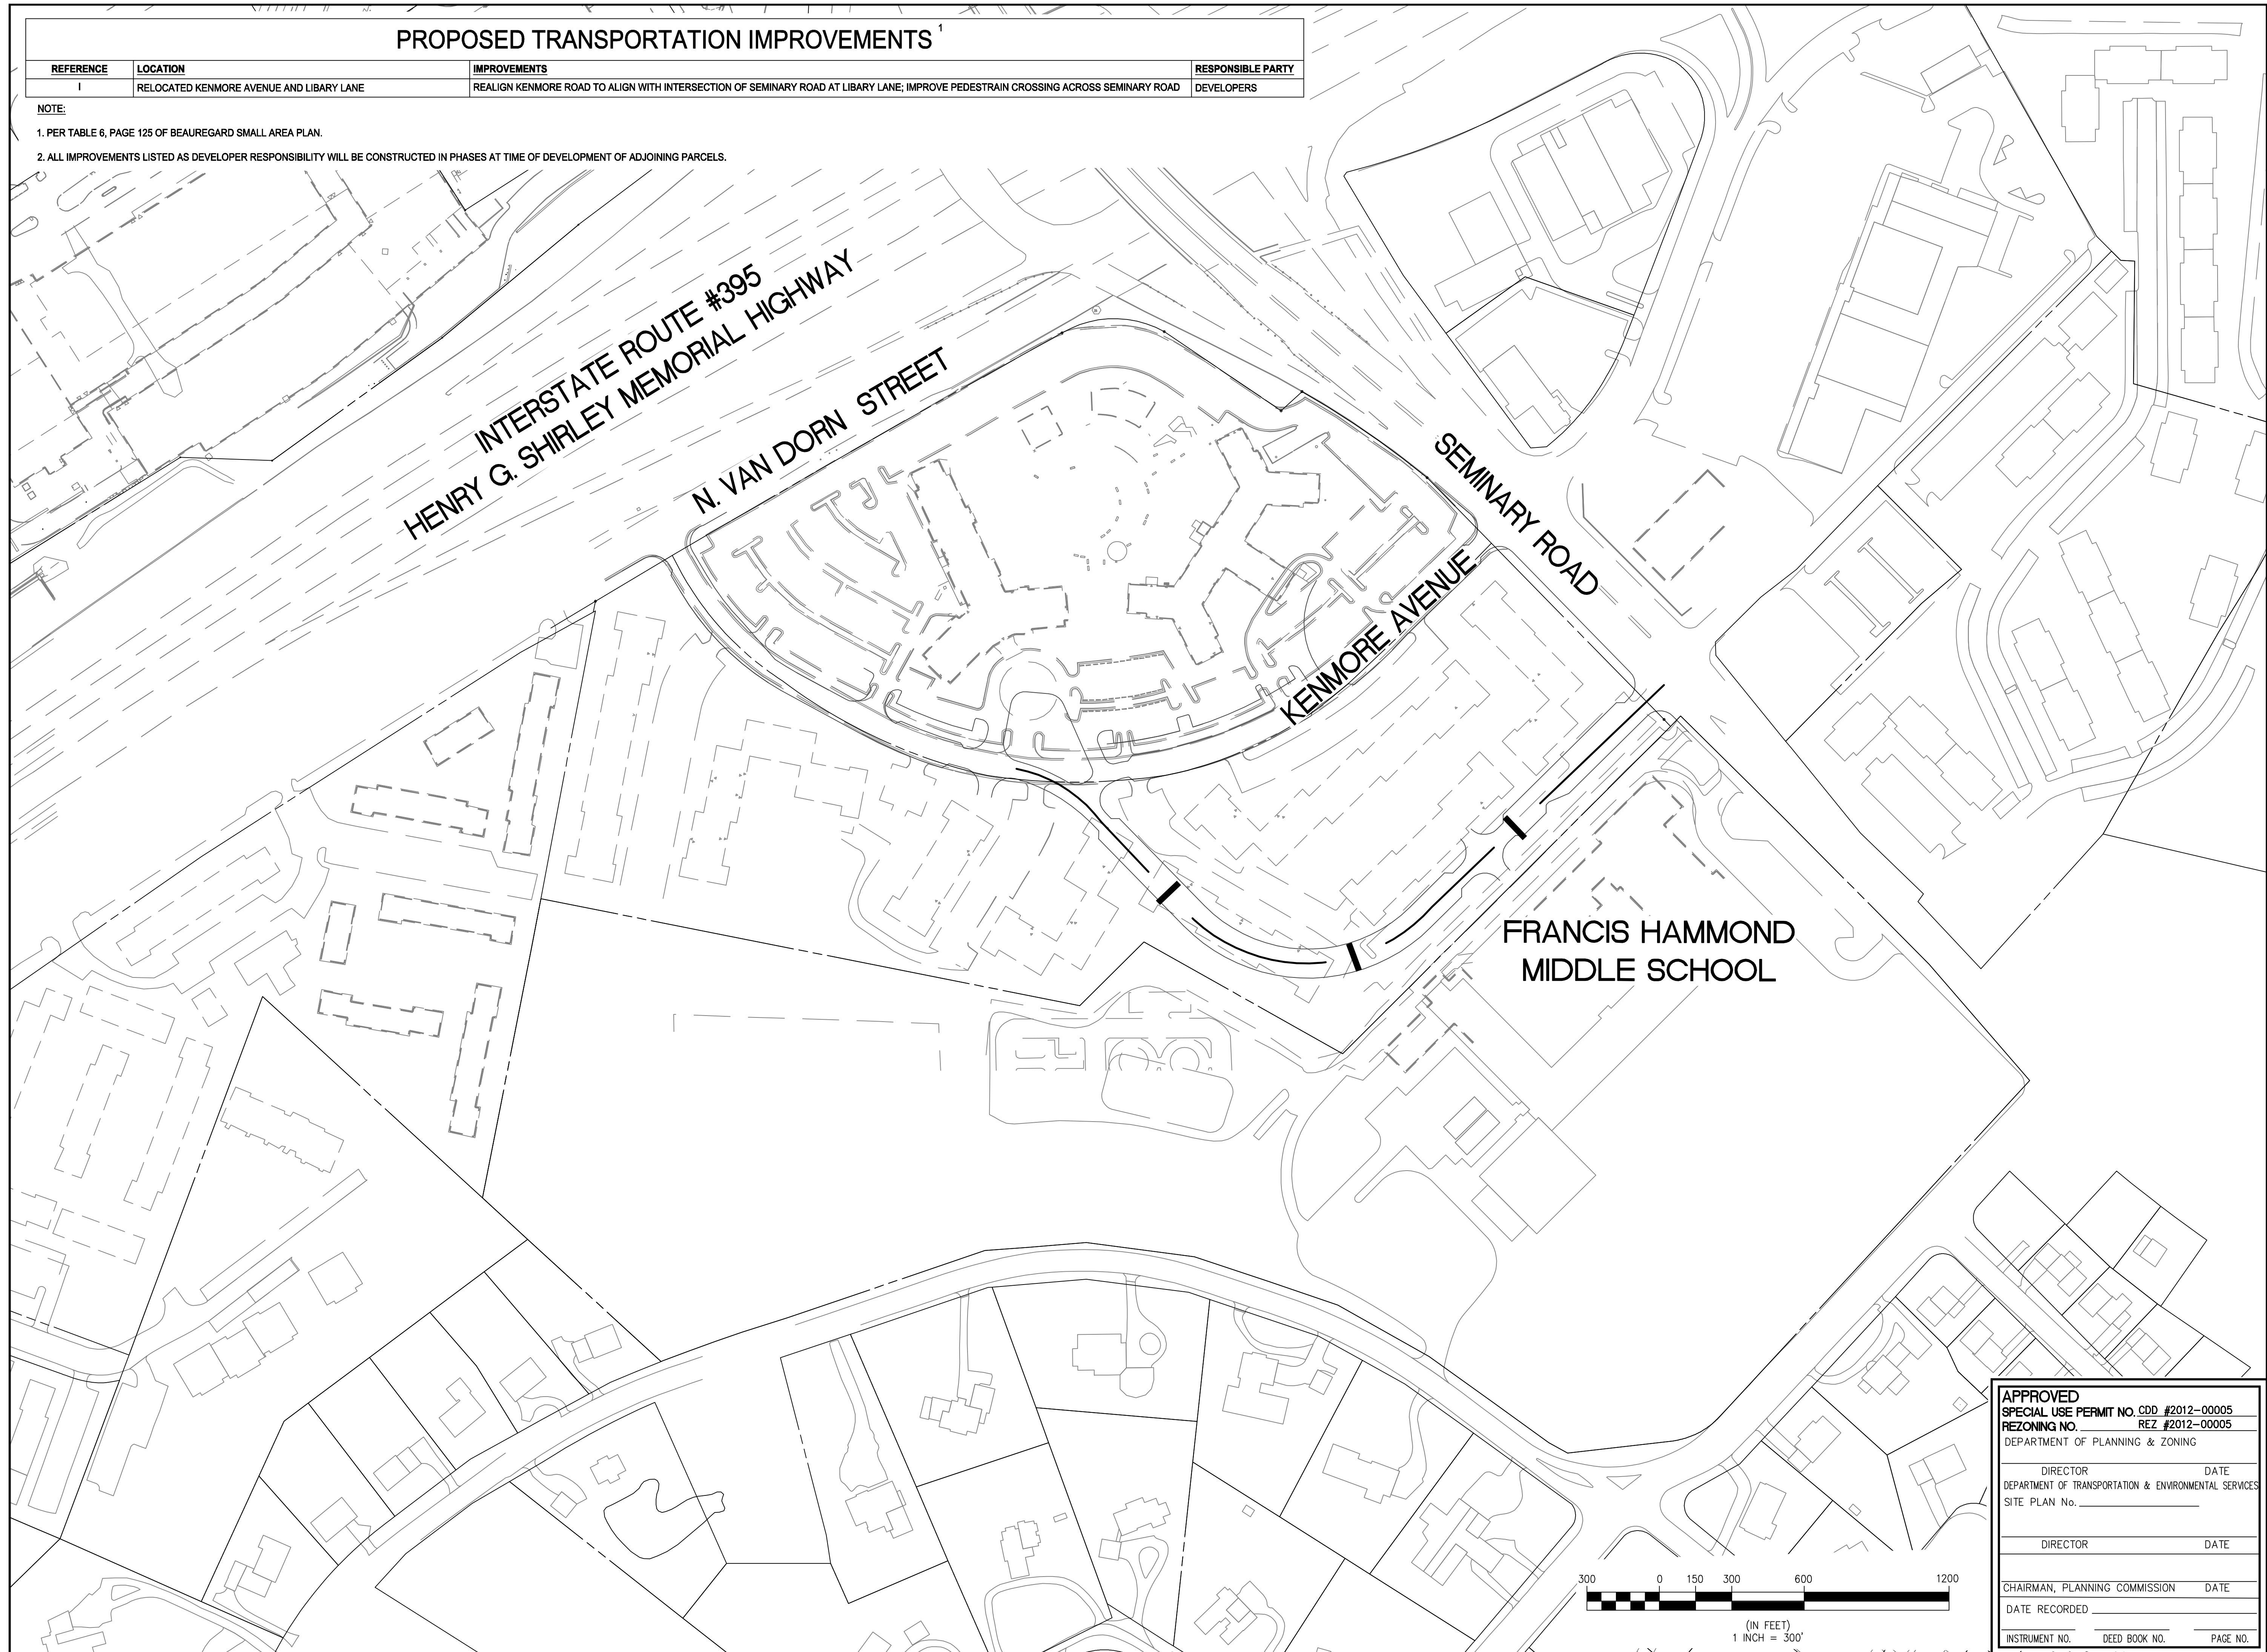 PROPOSED TRANSPORTATION IMPROVEMENTS 1
REFERENCE LOCATION IMPROVEMENTS RESPONSIBLE PARTY
I RELOCATED KENMORE AVENUE AND LIBARY LANE REALIGN KENMORE ROAD TO ALIGN WITH INTERSECTION OF SEMINARY ROAD AT LIBARY LANE; IMPROVE PEDESTRAIN CROSSING ACROSS SEMINARY ROAD DEVELOPERS
NOTE:
1. PER TABLE 6, PAGE 125 OF BEAUREGARD SMALL AREA PLAN.
2. ALL IMPROVEMENTS LISTED AS DEVELOPER RESPONSIBILITY WILL BE CONSTRUCTED IN PHASES AT TIME OF DEVELOPMENT OF ADJOINING PARCELS.
INTERSTATE ROUTE #395
HENRY G. SHIRLEY MEMORIAL HIGHWAY
N. VAN DORN STREET
SEMINARY ROAD
KENMORE AVENUE
FRANCIS HAMMOND
MIDDLE SCHOOL
300 0 150 300 600 1200
(IN FEET)
1 INCH = 300'
APPROVED
SPECIAL USE PERMIT NO. CDD #2012-00005
REZONING NO. REZ #2012-00005
DEPARTMENT OF PLANNING & ZONING
DIRECTOR DATE
DEPARTMENT OF TRANSPORTATION & ENVIRONMENTAL SERVICES
SITE PLAN No.
DIRECTOR DATE
CHAIRMAN, PLANNING COMMISSION DATE
DATE RECORDED
INSTRUMENT NO. DEED BOOK NO. PAGE NO.